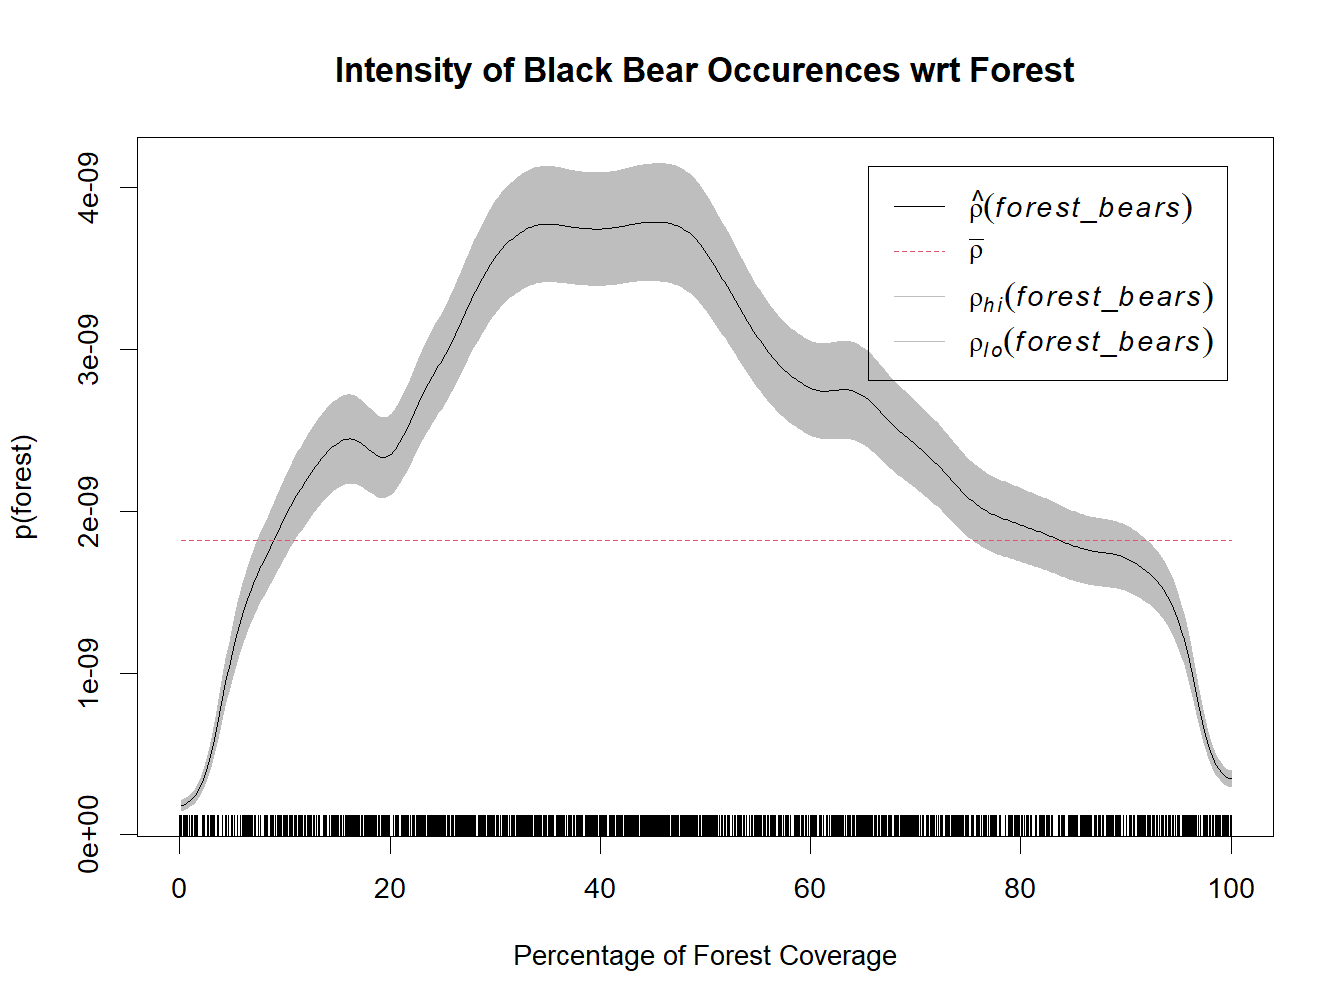 Intensity of Black Bear Occurences wrt Forest
ρ̂(forest_bears)
ρ̅
ρhi(forest_bears)
ρlo(forest_bears)
p(forest)
4e-09
3e-09
2e-09
1e-09
0e+00
0 20 40 60 80 100
Percentage of Forest Coverage